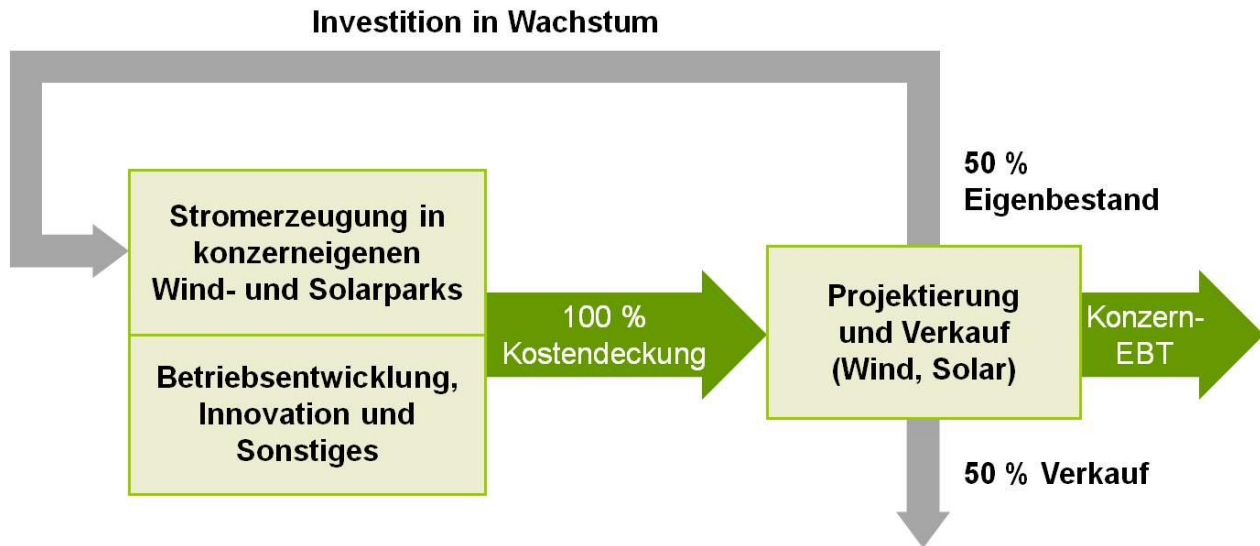 Investition in Wachstum
50 %
Eigenbestand
Stromerzeugung in
konzerneigenen
Wind- und Solarparks
Betriebsentwicklung,
Innovation und
Sonstiges
100 %
Kostendeckung
Projektierung
und Verkauf
(Wind, Solar)
Konzern-
EBT
50 % Verkauf